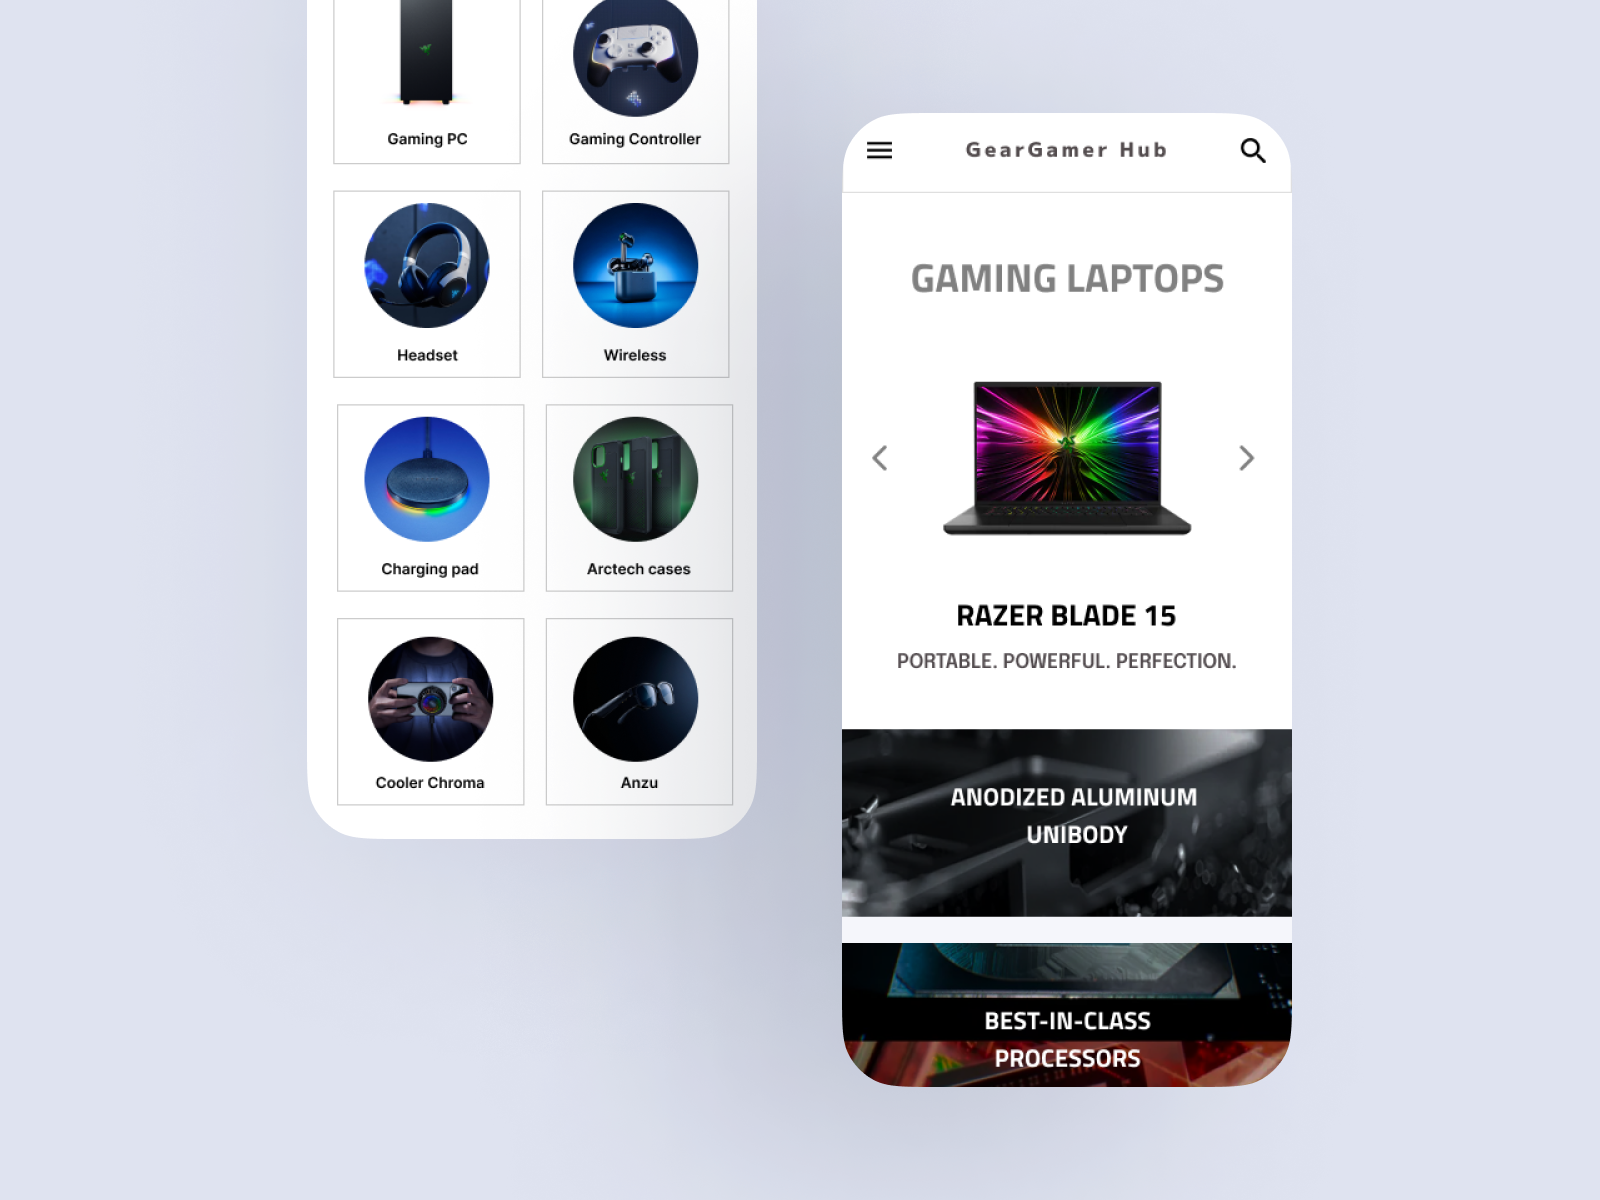 Gaming PC
Gaming Controller
Headset
Wireless
Charging pad
Arctech cases
Cooler Chroma
Anzu
GearGamer Hub
GAMING LAPTOPS
RAZER BLADE 15
PORTABLE. POWERFUL. PERFECTION.
ANODIZED ALUMINUM
UNIBODY
BEST-IN-CLASS
PROCESSORS